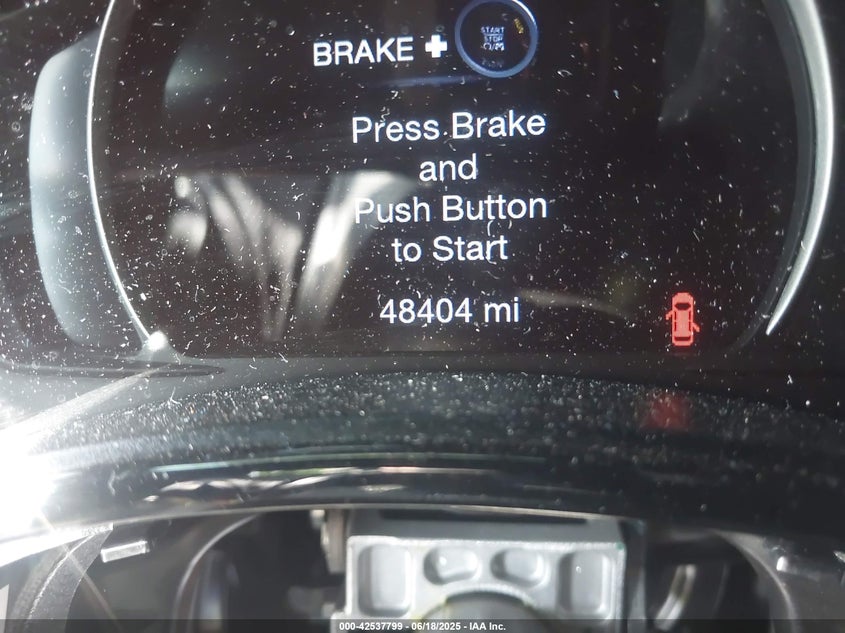 BRAKE +
START
STOP
Press Brake
and
Push Button
to Start
48404 mi
000-42537799 - 06/18/2025 - IAA Inc.